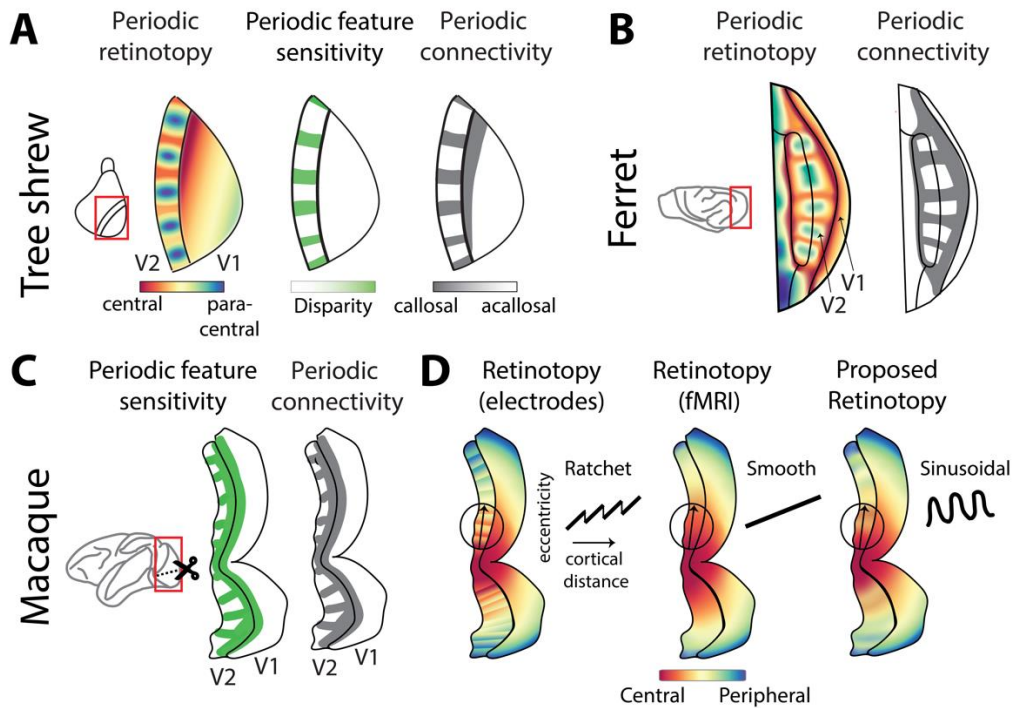 A
Periodic
retinotopy
Periodic feature
sensitivity
Periodic
connectivity
Tree shrew
V2
V1
central
para-
central
Disparity
callosal
acallosal
B
Periodic
retinotopy
Periodic
connectivity
Ferret
V1
V2
C
Periodic feature
sensitivity
Periodic
connectivity
Macaque
V2
V1
V2
V1
D
Retinotopy
(electrodes)
Retinotopy
(fMRI)
Proposed
Retinotopy
eccentricity
Ratchet
cortical
distance
Smooth
Sinusoidal
Central
Peripheral